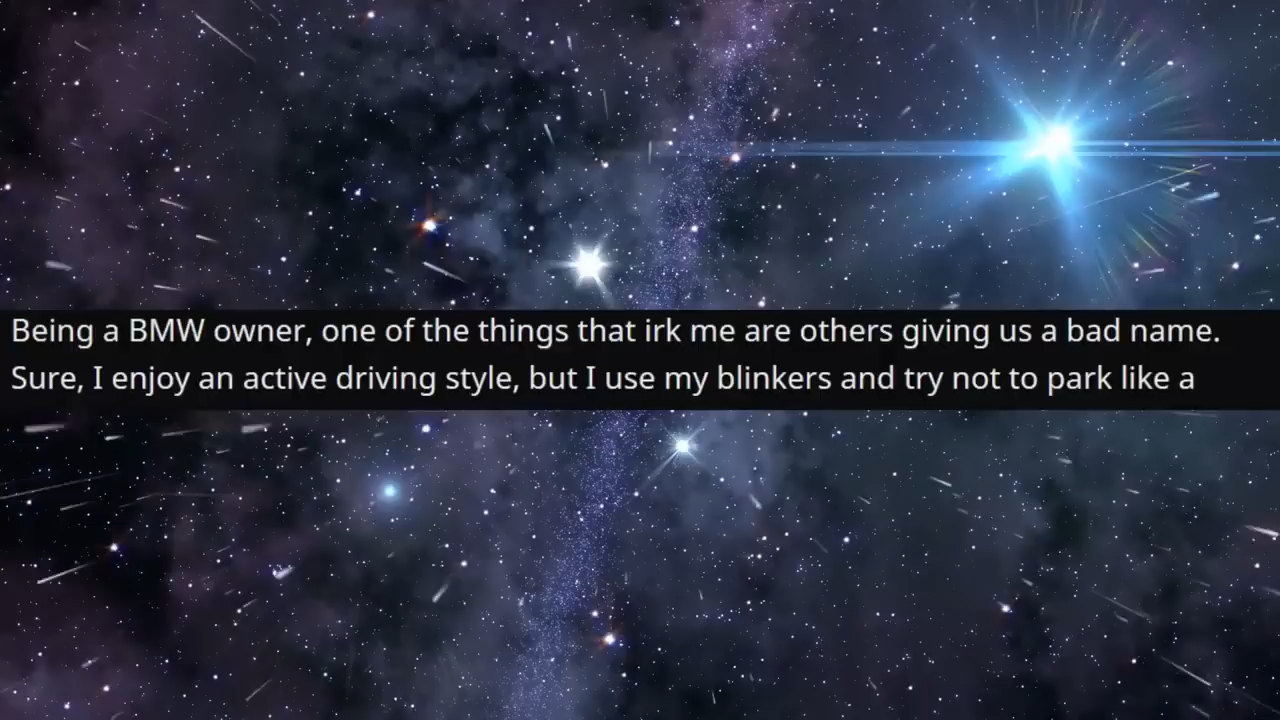 Being a BMW owner, one of the things that irk me are others giving us a bad name.
Sure, I enjoy an active driving style, but I use my blinkers and try not to park like a